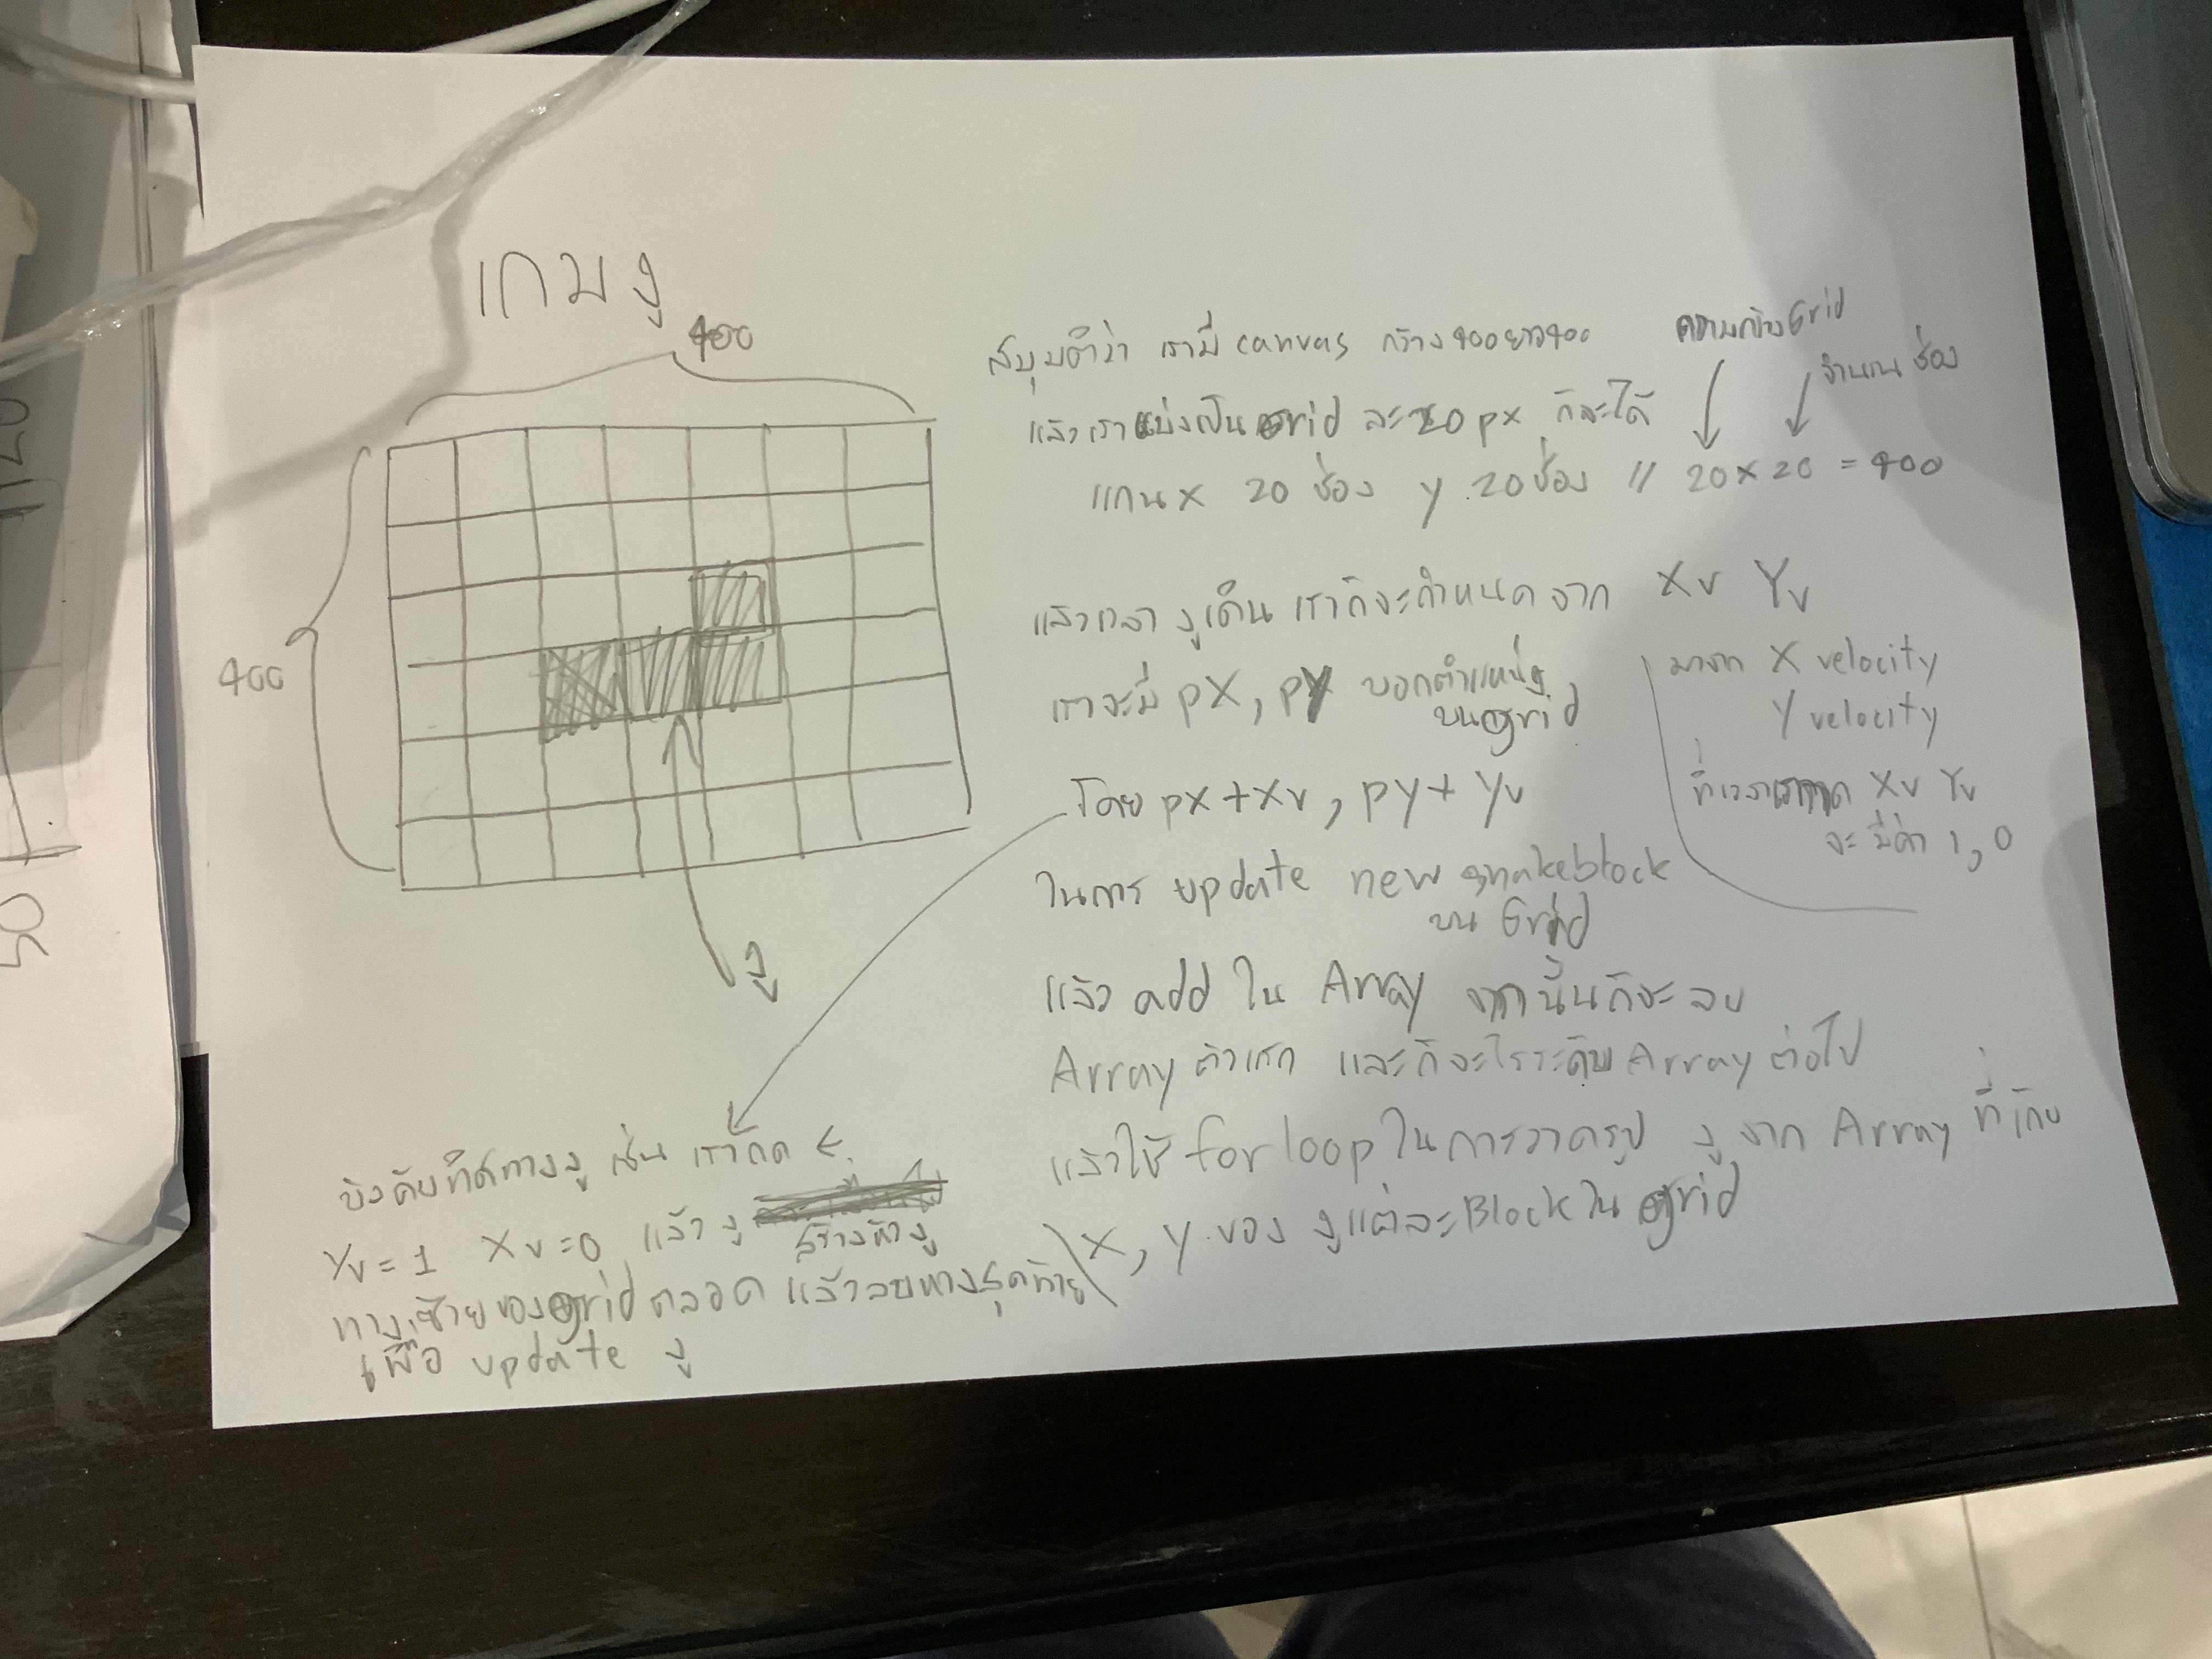 เกมงู
400
400
งู
สมมุติว่า เรามี canvas กว้าง 400 ยาว 400
ความกว้าง Grid
จำนวนช่อง
แล้วเราแบ่งเป็น grid ละ 20 px ก็จะได้
แกน x 20 ช่อง y 20 ช่อง // 20 x 20 = 400
แล้วเวลา งูเดิน เราก็จะกำหนดจาก Xv Yv
เราจะมี pX, pY บอกตำแหน่ง
บน grid
มาจาก X velocity
Y velocity
ที่เวลาเรากด Xv Yv
จะมีค่า 1, 0
โดย px + xv, py + yv
ในการ update new snakeblock
บน Grid
แล้ว add ใน Array จากนั้นก็จะลบ
Array ตัวแรก และก็จะไล่ระดับ Array ต่อไป
แล้วใช้ for loop ในการวาดรูป งู จาก Array ที่เก็บ
x, y ของ งูแต่ละ Block ใน grid
บังคับทิศทางงู เช่น เรากด <
Yv = 1 Xv = 0 แล้ว งู
สร้างหัวงู
ทางซ้ายของ grid ตลอด แล้วลบหางสุดท้าย
เพื่อ update งู
20
50